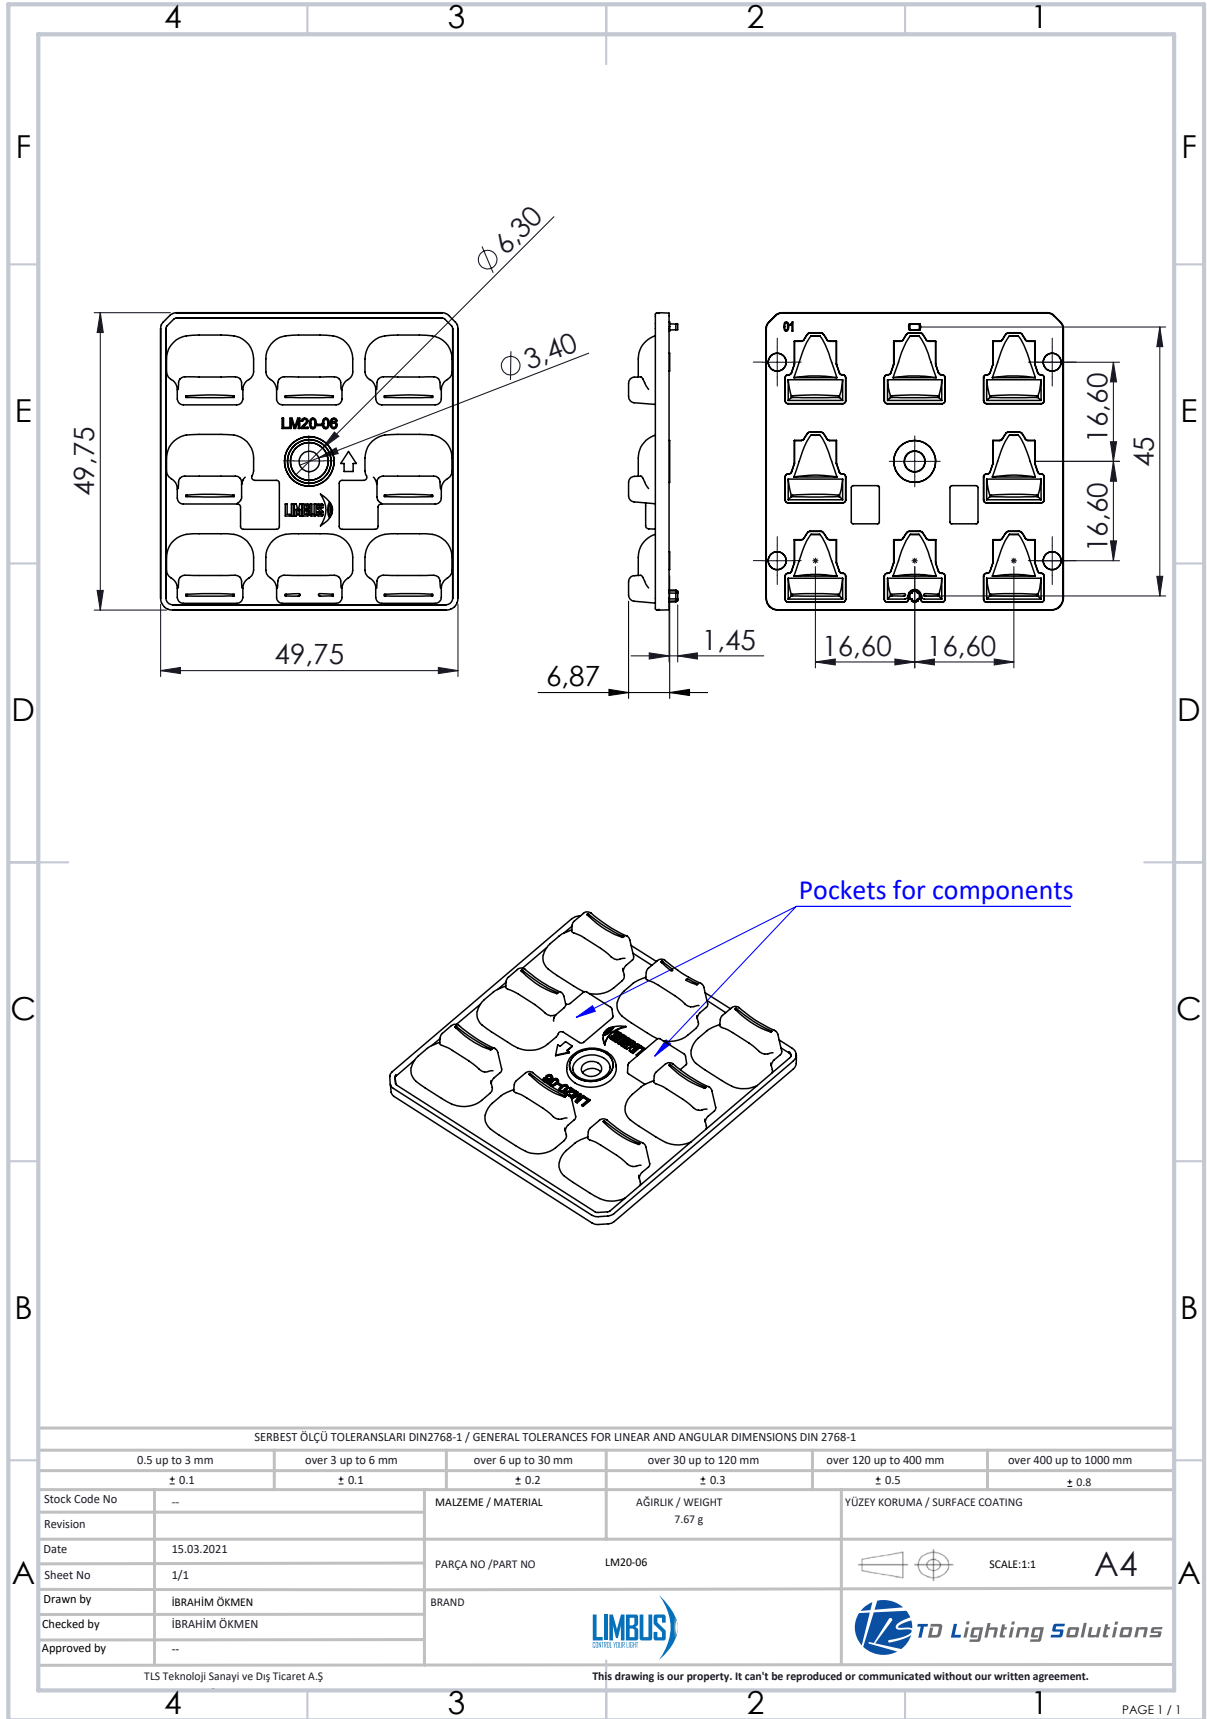 4 3 2 1
F F
Φ 6,30
Φ 3,40
LM20-06
LIMBUS
49,75
49,75
01
1,45
6,87
16,60
16,60
45
16,60 16,60
E E
D D
Pockets for components
LIMBUS
LM20-06
C C
B B
SERBEST ÖLÇÜ TOLERANSLARI DIN2768-1 / GENERAL TOLERANCES FOR LINEAR AND ANGULAR DIMENSIONS DIN 2768-1
0.5 up to 3 mm over 3 up to 6 mm over 6 up to 30 mm over 30 up to 120 mm over 120 up to 400 mm over 400 up to 1000 mm
± 0.1 ± 0.1 ± 0.2 ± 0.3 ± 0.5 ± 0.8
Stock Code No --
Revision
MALZEME / MATERIAL
AĞIRLIK / WEIGHT
7.67 g
YÜZEY KORUMA / SURFACE COATING
Date 15.03.2021
Sheet No 1/1
PARÇA NO /PART NO LM20-06
SCALE:1:1 A4
A A
Drawn by İBRAHİM ÖKMEN
Checked by İBRAHİM ÖKMEN
Approved by --
BRAND
LIMBUS
CONTROL YOUR LIGHT
TLS TD Lighting Solutions
TLS Teknoloji Sanayi ve Dış Ticaret A.Ş
This drawing is our property. It can't be reproduced or communicated without our written agreement.
4 3 2 1
PAGE 1 / 1